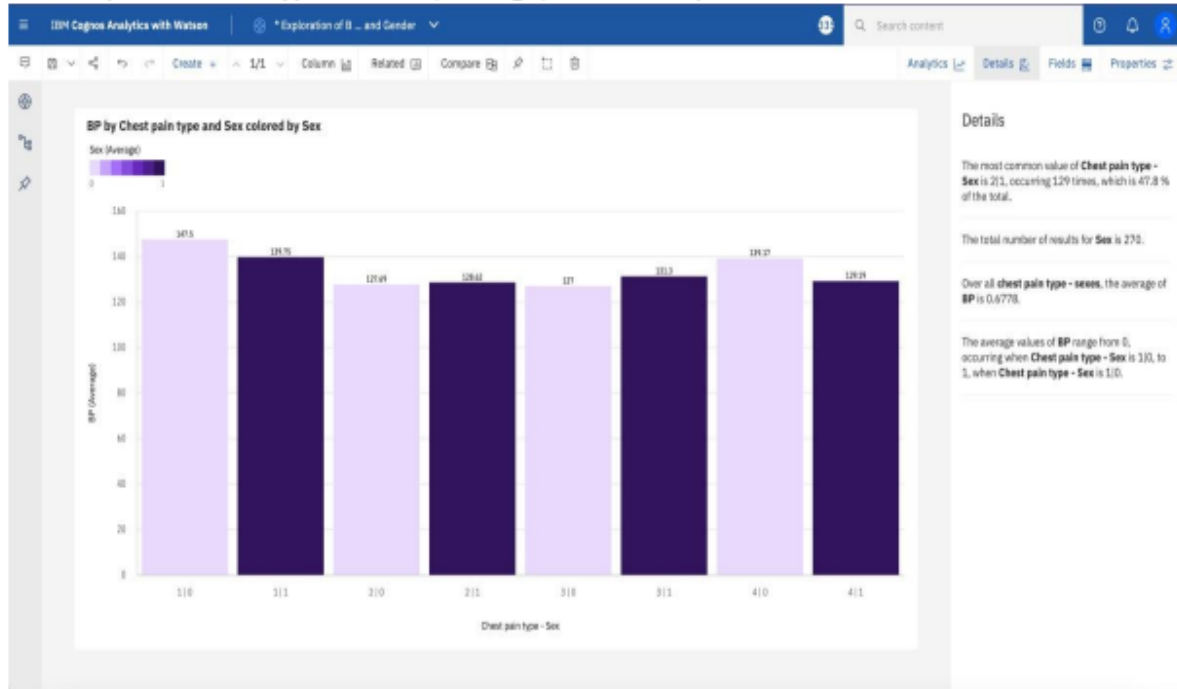 IBM Cognos Analytics with Watson
* Exploration of B ... and Gender
Search content
Create +
1/1
Column
Related
Compare
Analytics
Details
Fields
Properties
BP by Chest pain type and Sex colored by Sex
Sex (Average)
0 1
160
140
120
100
80
60
40
20
0
BP (Average)
147.5
139.75
127.69
128.62
127
131.3
139.37
129.19
1|0
1|1
2|0
2|1
3|0
3|1
4|0
4|1
Chest pain type - Sex
Details
The most common value of Chest pain type -
Sex is 2|1, occurring 129 times, which is 47.8 %
of the total.
The total number of results for Sex is 270.
Over all chest pain type - sexes, the average of
BP is 0.6778.
The average values of BP range from 0,
occurring when Chest pain type - Sex is 1|0, to
1, when Chest pain type - Sex is 1|0.